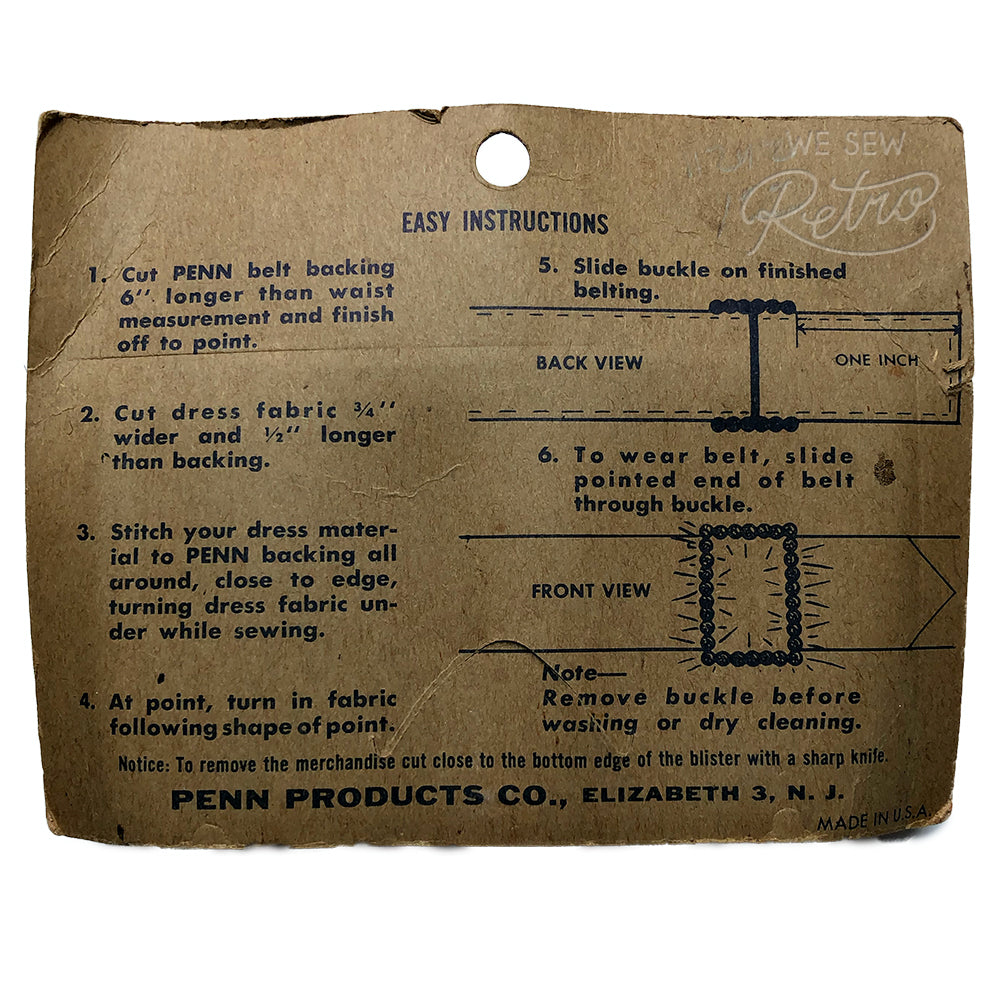 WE SEW
Retro
EASY INSTRUCTIONS
1. Cut PENN belt backing
6" longer than waist
measurement and finish
off to point.
2. Cut dress fabric ¾"
wider and ½" longer
than backing.
3. Stitch your dress mater-
ial to PENN backing all
around, close to edge,
turning dress fabric un-
der while sewing.
4. At point, turn in fabric
following shape of point.
5. Slide buckle on finished
belting.
BACK VIEW
ONE INCH
6. To wear belt, slide
pointed end of belt
through buckle.
FRONT VIEW
Note—
Remove buckle before
washing or dry cleaning.
Notice: To remove the merchandise cut close to the bottom edge of the blister with a sharp knife.
PENN PRODUCTS CO., ELIZABETH 3, N. J.
MADE IN U.S.A.